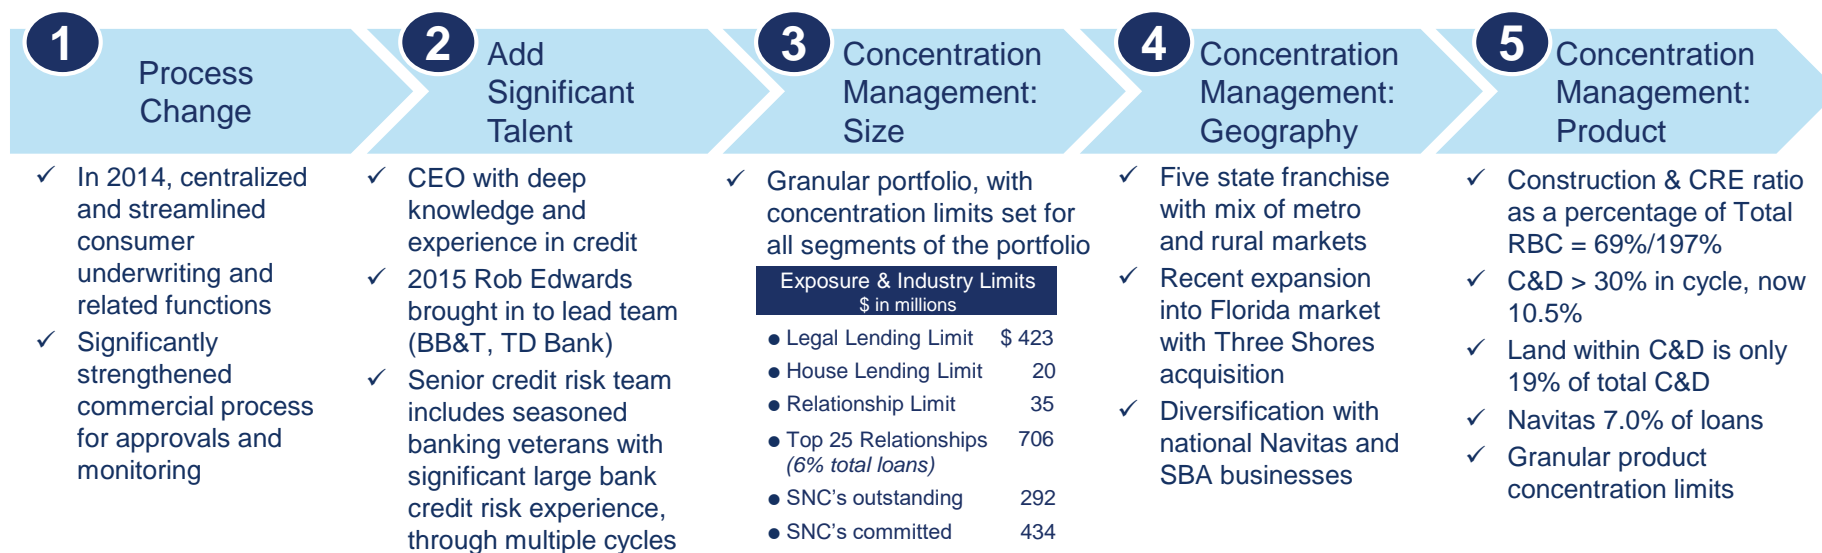 1
Process
Change
✓ In 2014, centralized
and streamlined
consumer
underwriting and
related functions
✓ Significantly
strengthened
commercial process
for approvals and
monitoring
2
Add
Significant
Talent
✓ CEO with deep
knowledge and
experience in credit
✓ 2015 Rob Edwards
brought in to lead team
(BB&T, TD Bank)
✓ Senior credit risk team
includes seasoned
banking veterans with
significant large bank
credit risk experience,
through multiple cycles
3
Concentration
Management:
Size
✓ Granular portfolio, with
concentration limits set for
all segments of the portfolio
Exposure & Industry Limits
$ in millions
● Legal Lending Limit $ 423
● House Lending Limit 20
● Relationship Limit 35
● Top 25 Relationships 706
(6% total loans)
● SNC’s outstanding 292
● SNC’s committed 434
4
Concentration
Management:
Geography
✓ Five state franchise
with mix of metro
and rural markets
✓ Recent expansion
into Florida market
with Three Shores
acquisition
✓ Diversification with
national Navitas and
SBA businesses
5
Concentration
Management:
Product
✓ Construction & CRE ratio
as a percentage of Total
RBC = 69%/197%
✓ C&D > 30% in cycle, now
10.5%
✓ Land within C&D is only
19% of total C&D
✓ Navitas 7.0% of loans
✓ Granular product
concentration limits